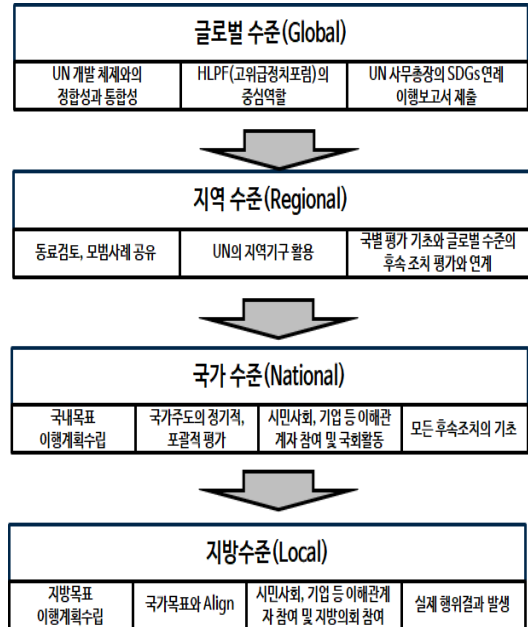 글로벌 수준(Global)
UN 개발 체재와의
정합성과 통합성
HLPF(고위급정치포럼)의
중심역할
UN 사무총장의 SDGs 연례
이행보고서 제출
지역 수준(Regional)
동료검토, 모범사례 공유
UN의 지역기구 활용
국별 평가 기초와 글로벌 수준의
후속 조치 평가와 연계
국가 수준(National)
국내목표
이행계획수립
국가주도의 정기적,
포괄적 평가
시민사회, 기업 등 이해관
계자 참여 및 국회활동
모든 후속조치의 기초
지방수준(Local)
지방목표
이행계획수립
국가목표와 Align
시민사회, 기업 등 이해관계
자 참여 및 지방의회 참여
실제 행위결과 발생